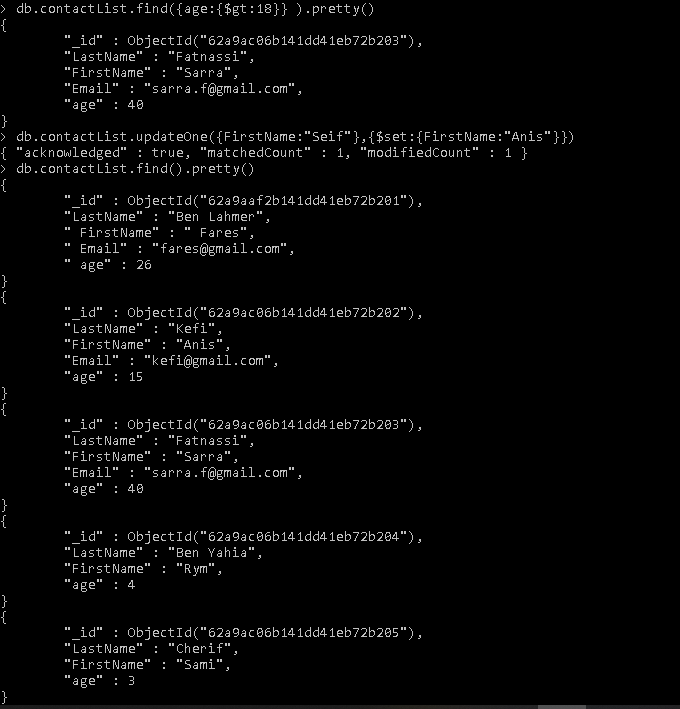 > db.contactList.find({age:{$gt:18}} ).pretty()
{
        "_id" : ObjectId("62a9ac06b141dd41eb72b203"),
        "LastName" : "Fatnassi",
        "FirstName" : "Sarra",
        "Email" : "sarra.f@gmail.com",
        "age" : 40
}
> db.contactList.updateOne({FirstName:"Seif"},{$set:{FirstName:"Anis"}})
{ "acknowledged" : true, "matchedCount" : 1, "modifiedCount" : 1 }
> db.contactList.find().pretty()
{
        "_id" : ObjectId("62a9aaf2b141dd41eb72b201"),
        "LastName" : "Ben Lahmer",
        " FirstName" : " Fares",
        " Email" : "fares@gmail.com",
        " age" : 26
}
{
        "_id" : ObjectId("62a9ac06b141dd41eb72b202"),
        "LastName" : "Kefi",
        "FirstName" : "Anis",
        "Email" : "kefi@gmail.com",
        "age" : 15
}
{
        "_id" : ObjectId("62a9ac06b141dd41eb72b203"),
        "LastName" : "Fatnassi",
        "FirstName" : "Sarra",
        "Email" : "sarra.f@gmail.com",
        "age" : 40
}
{
        "_id" : ObjectId("62a9ac06b141dd41eb72b204"),
        "LastName" : "Ben Yahia",
        "FirstName" : "Rym",
        "age" : 4
}
{
        "_id" : ObjectId("62a9ac06b141dd41eb72b205"),
        "LastName" : "Cherif",
        "FirstName" : "Sami",
        "age" : 3
}